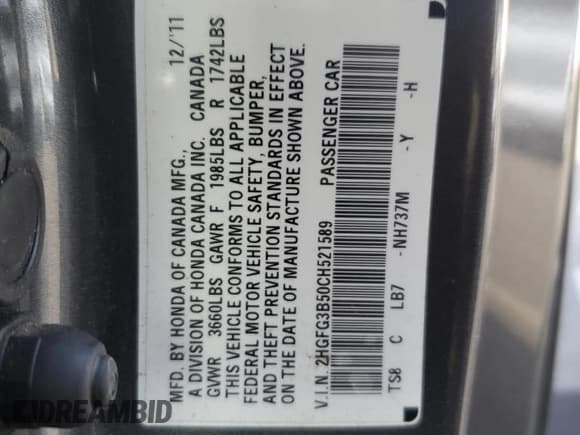 MFD. BY HONDA OF CANADA MFG., 12/'11
A DIVISION OF HONDA CANADA INC. CANADA
GVWR 3660LBS GAWR F 1985LBS R 1742LBS
THIS VEHICLE CONFORMS TO ALL APPLICABLE
FEDERAL MOTOR VEHICLE SAFETY, BUMPER,
AND THEFT PREVENTION STANDARDS IN EFFECT
ON THE DATE OF MANUFACTURE SHOWN ABOVE.
V.I.N. 2HGFG3B50CH521589 PASSENGER CAR
TS8 C LB7 -NH737M -Y -H
DREAMBID